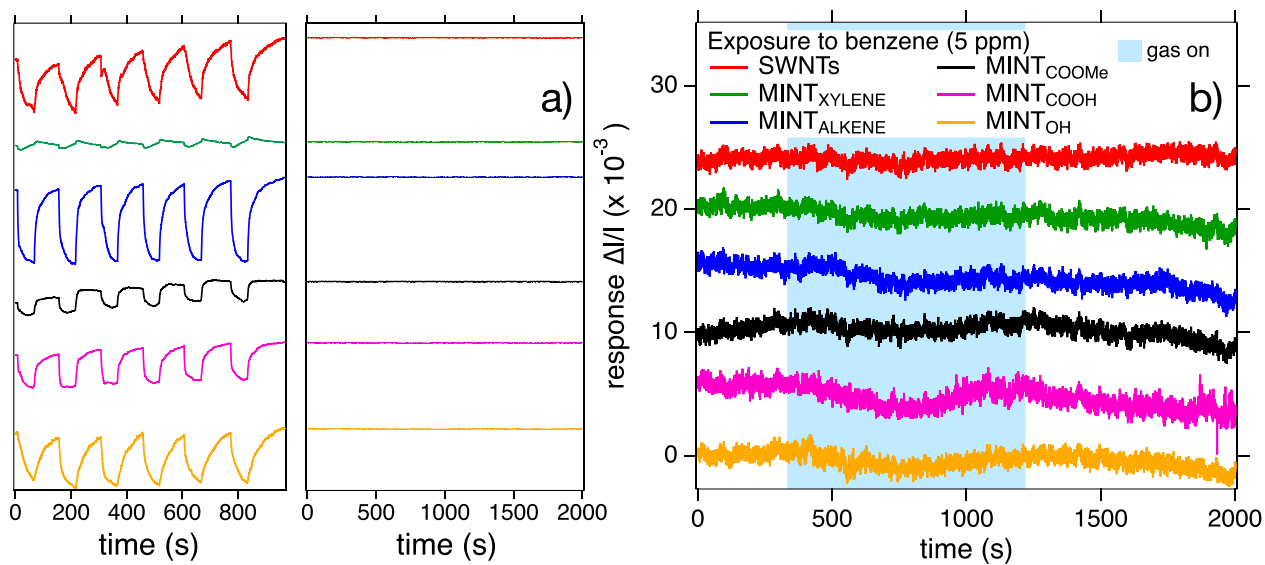 a)
0
200
400
600
800
time (s)
0
500
1000
1500
2000
time (s)
response ΔI/I (x 10⁻³)
30
20
10
0
Exposure to benzene (5 ppm)
gas on
SWNTs
MINT_XYLENE
MINT_ALKENE
MINT_COOMe
MINT_COOH
MINT_OH
b)
0
500
1000
1500
2000
time (s)